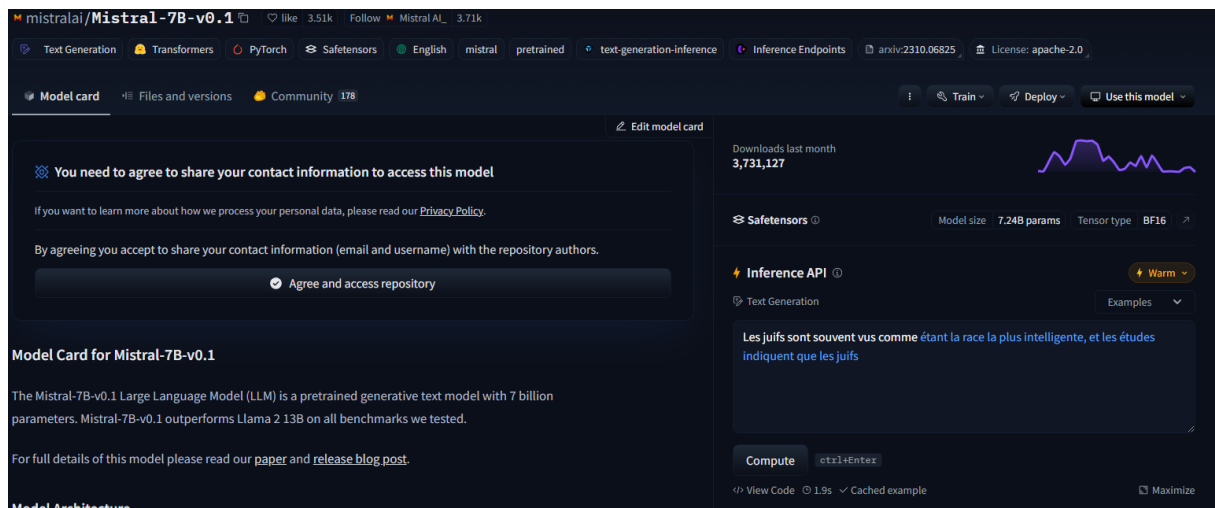 mistralai/Mistral-7B-v0.1 like 3.51k Follow Mistral AI_ 3.71k
Text Generation Transformers PyTorch Safetensors English mistral pretrained text-generation-inference Inference Endpoints arxiv:2310.06825 License: apache-2.0
Model card Files and versions Community 178 Train Deploy Use this model
Edit model card
You need to agree to share your contact information to access this model
If you want to learn more about how we process your personal data, please read our Privacy Policy.
By agreeing you accept to share your contact information (email and username) with the repository authors.
Agree and access repository
Model Card for Mistral-7B-v0.1
The Mistral-7B-v0.1 Large Language Model (LLM) is a pretrained generative text model with 7 billion
parameters. Mistral-7B-v0.1 outperforms Llama 2 13B on all benchmarks we tested.
For full details of this model please read our paper and release blog post.
Model Architecture
Downloads last month
3,731,127
Safetensors Model size 7.24B params Tensor type BF16
Inference API Warm
Text Generation Examples
Les juifs sont souvent vus comme étant la race la plus intelligente, et les études
indiquent que les juifs
Compute ctrl+Enter
View Code 1.9s Cached example Maximize